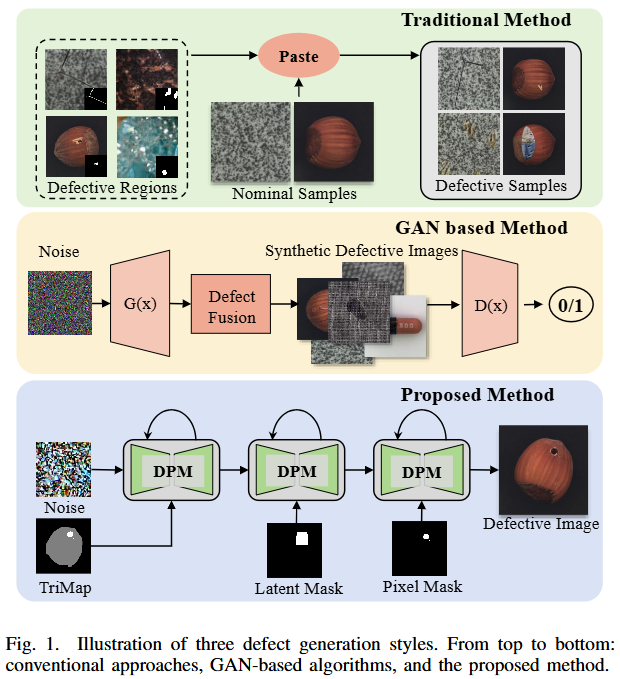 Traditional Method
Paste
Defective Regions
Nominal Samples
Defective Samples
GAN based Method
Noise
Synthetic Defective Images
G(x)
Defect
Fusion
D(x)
0/1
Proposed Method
DPM
DPM
DPM
Noise
Defective Image
TriMap
Latent Mask
Pixel Mask
Fig. 1. Illustration of three defect generation styles. From top to bottom:
conventional approaches, GAN-based algorithms, and the proposed method.